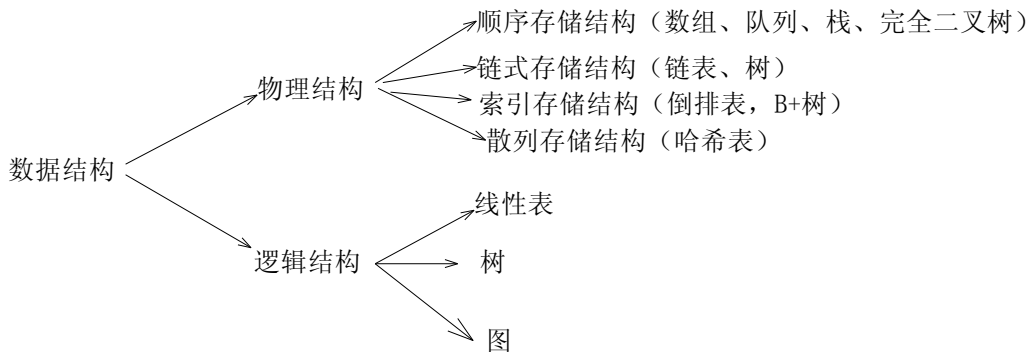 顺序存储结构（数组、队列、栈、完全二叉树）
链式存储结构（链表、树）
物理结构
索引存储结构（倒排表，B+树）
散列存储结构（哈希表）
数据结构
线性表
逻辑结构
树
图